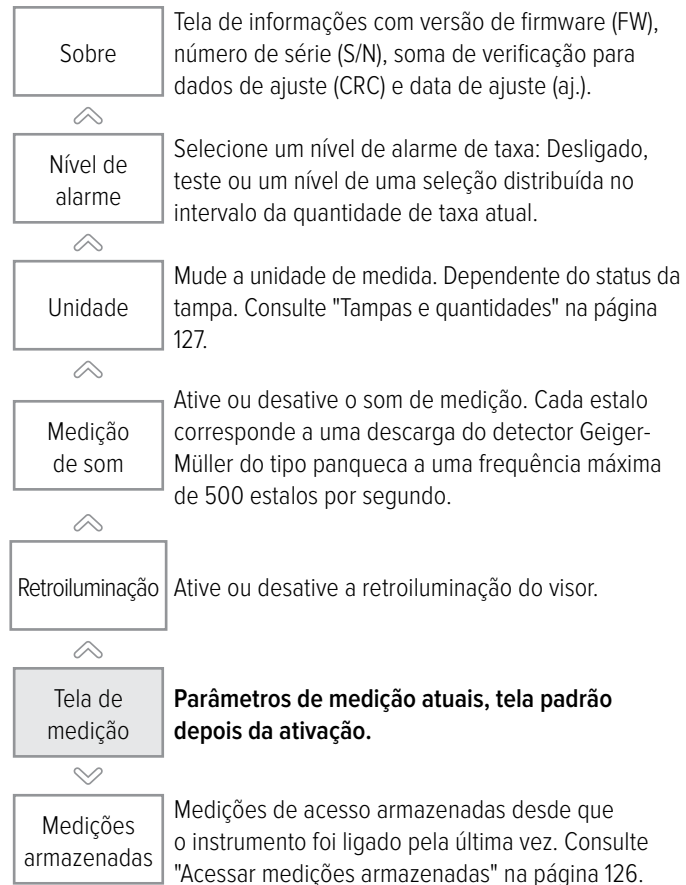 Sobre
Tela de informações com versão de firmware (FW),
número de série (S/N), soma de verificação para
dados de ajuste (CRC) e data de ajuste (aj.).
Nível de
alarme
Selecione um nível de alarme de taxa: Desligado,
teste ou um nível de uma seleção distribuída no
intervalo da quantidade de taxa atual.
Unidade
Mude a unidade de medida. Dependente do status da
tampa. Consulte "Tampas e quantidades" na página
127.
Medição
de som
Ative ou desative o som de medição. Cada estalo
corresponde a uma descarga do detector Geiger-
Müller do tipo panqueca a uma frequência máxima
de 500 estalos por segundo.
Retroiluminação
Ative ou desative a retroiluminação do visor.
Tela de
medição
Parâmetros de medição atuais, tela padrão
depois da ativação.
Medições
armazenadas
Medições de acesso armazenadas desde que
o instrumento foi ligado pela última vez. Consulte
"Acessar medições armazenadas" na página 126.